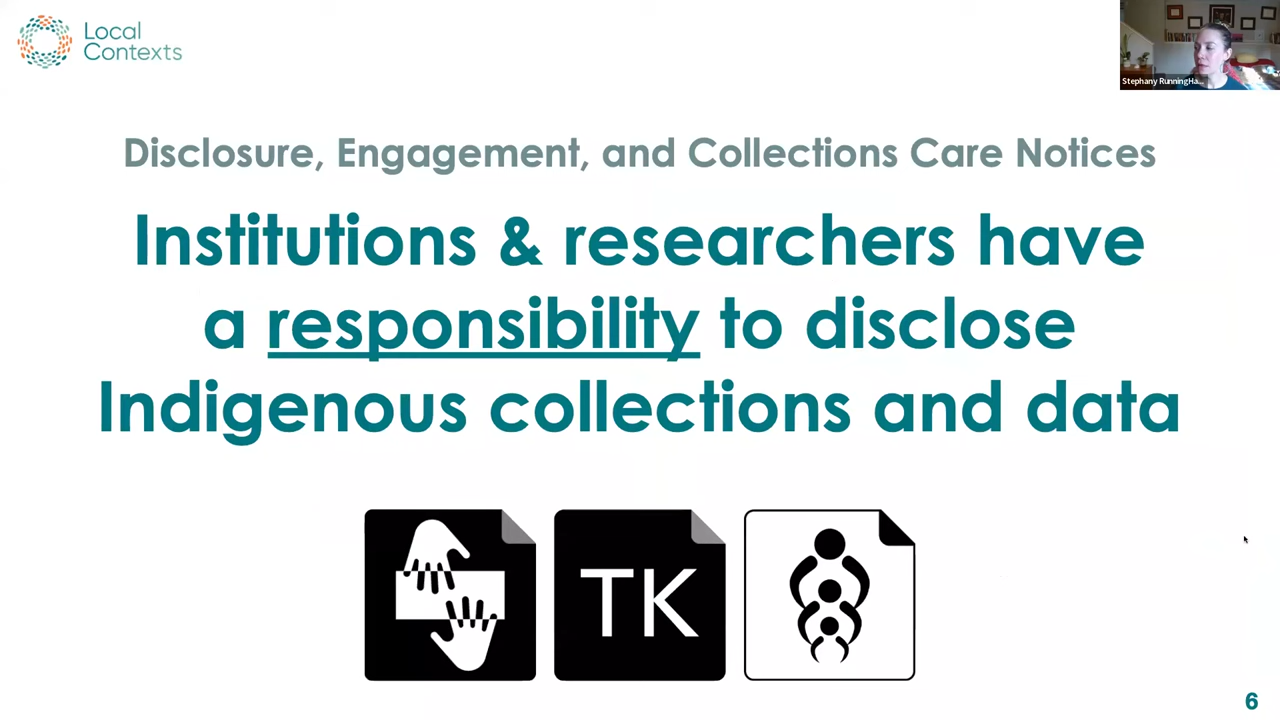 Local
Contexts
Stephany RunningHa...
Disclosure, Engagement, and Collections Care Notices
Institutions & researchers have
a responsibility to disclose
Indigenous collections and data
TK
6